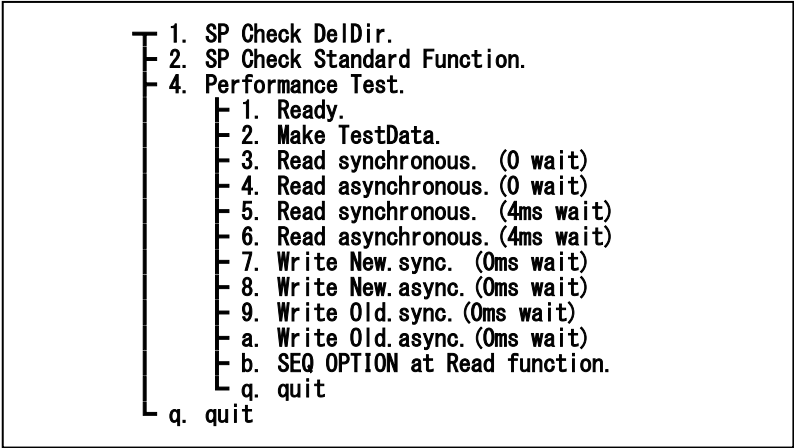 1. SP Check DelDir.
2. SP Check Standard Function.
4. Performance Test.
1. Ready.
2. Make TestData.
3. Read synchronous. (0 wait)
4. Read asynchronous.(0 wait)
5. Read synchronous. (4ms wait)
6. Read asynchronous.(4ms wait)
7. Write New.sync. (0ms wait)
8. Write New.async.(0ms wait)
9. Write Old.sync.(0ms wait)
a. Write Old.async.(0ms wait)
b. SEQ OPTION at Read function.
q. quit
q. quit